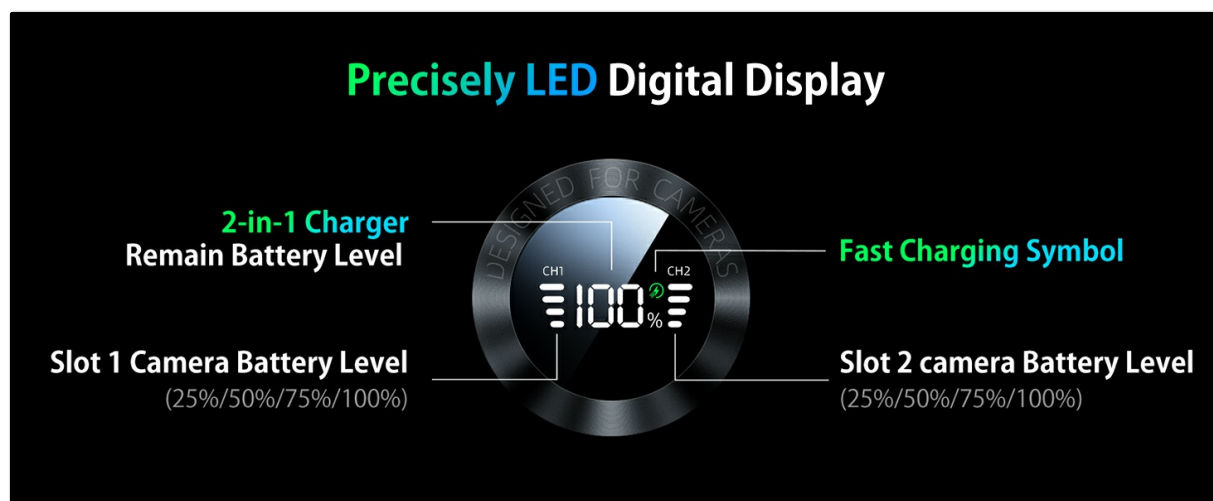 Precisely LED Digital Display
DESIGNED FOR CAMERAS
2-in-1 Charger
Remain Battery Level
Fast Charging Symbol
CH1
CH2
100%
Slot 1 Camera Battery Level
(25%/50%/75%/100%)
Slot 2 camera Battery Level
(25%/50%/75%/100%)